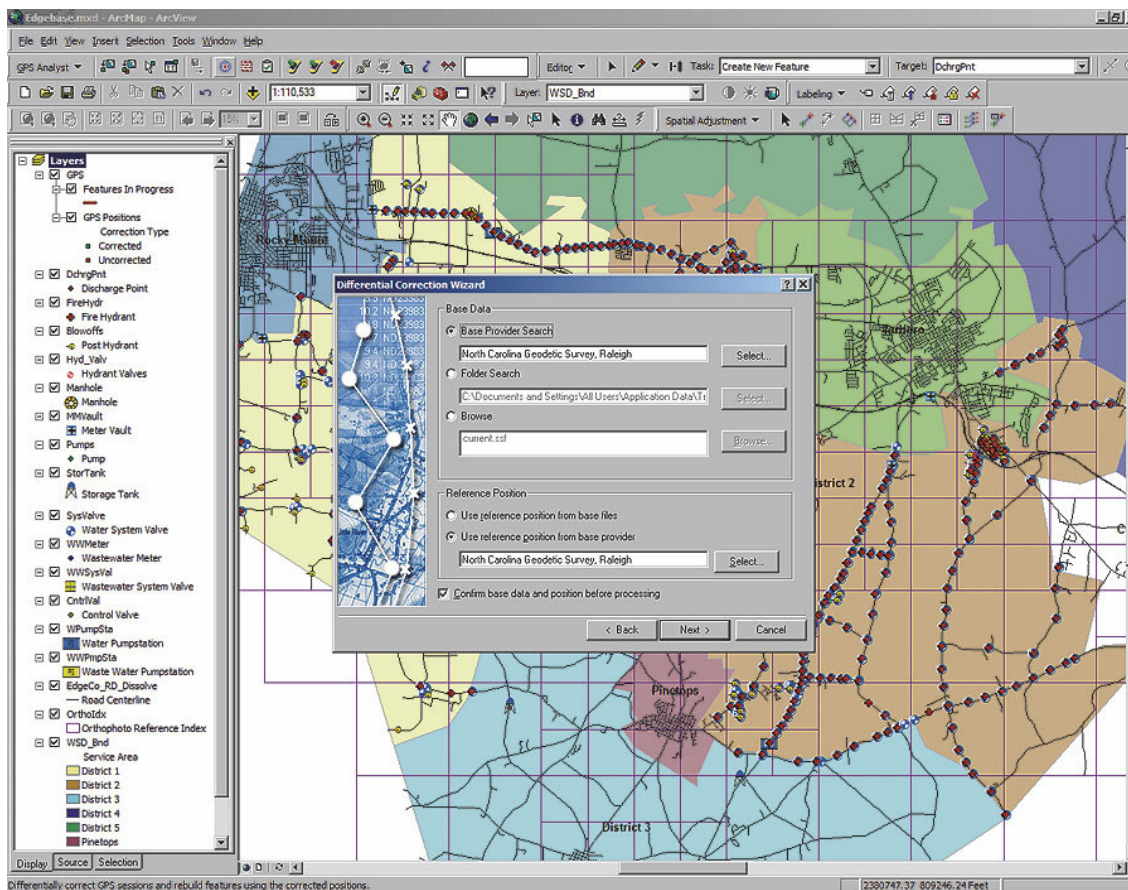 Edgebase.mxd - ArcMap - ArcView
File Edit View Insert Selection Tools Window Help
GPS Analyst Editor Task: Create New Feature Target: DchrgPnt
1:110,533 Layer: WSD_Bnd Labeling
15% Spatial Adjustment
Layers
GPS
Features In Progress
GPS Positions
Correction Type
Corrected
Uncorrected
DchrgPnt
Discharge Point
FireHydr
Fire Hydrant
Blowoffs
Post Hydrant
Hyd_Valv
Hydrant Valves
Manhole
Manhole
MMVault
Meter Vault
Pumps
Pump
StorTank
Storage Tank
SysValve
Water System Valve
WWMeter
Wastewater Meter
WWSysVal
Wastewater System Valve
CntrlVal
Control Valve
WPumpSta
Water Pumpstation
WWPmpSta
Waste Water Pumpstation
EdgeCo_RD_Dissolve
Road Centerline
OrthoIdx
Orthophoto Reference Index
WSD_Bnd
Service Area
District 1
District 2
District 3
District 4
District 5
Pinetops
Display Source Selection
Differential Correction Wizard
Base Data
Base Provider Search
North Carolina Geodetic Survey, Raleigh Select...
Folder Search
C:\Documents and Settings\All Users\Application Data\Tr Select...
Browse
current.ssf Browse...
Reference Position
Use reference position from base files
Use reference position from base provider
North Carolina Geodetic Survey, Raleigh Select...
Confirm base data and position before processing
< Back Next > Cancel
District 2
Pinetops
District 3
Differentially correct GPS sessions and rebuild features using the corrected positions.
2380747.37 809246.24 Feet